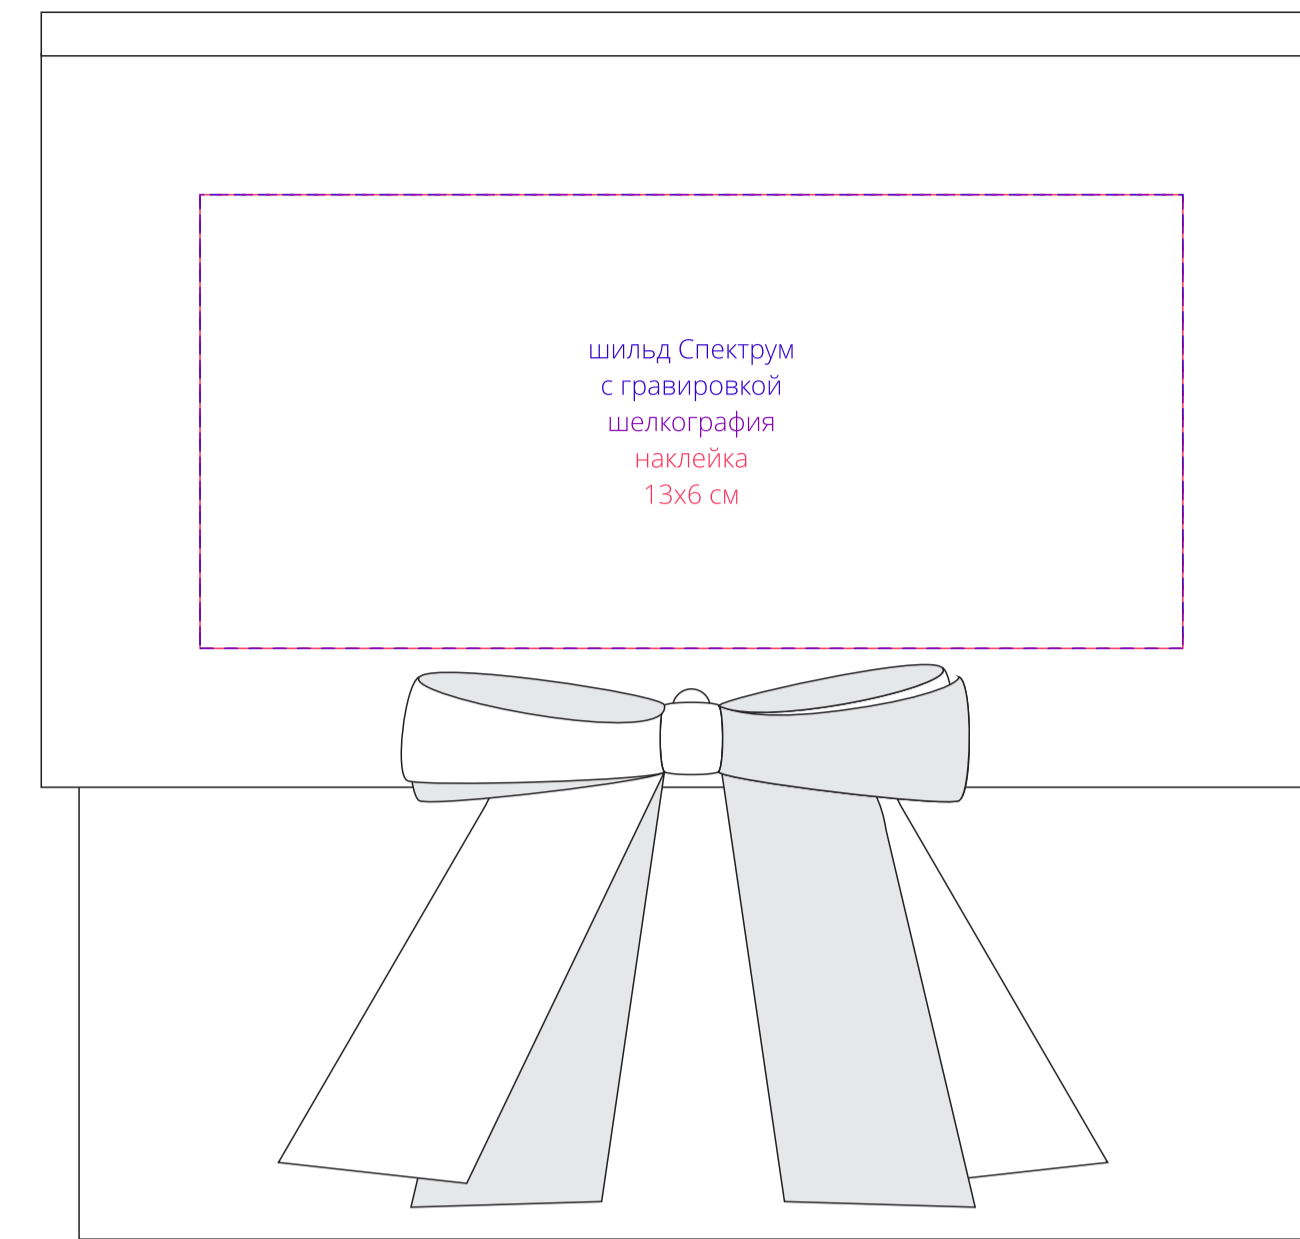 шильд Спектрум
с гравировкой
шелкография
наклейка
13х6 см